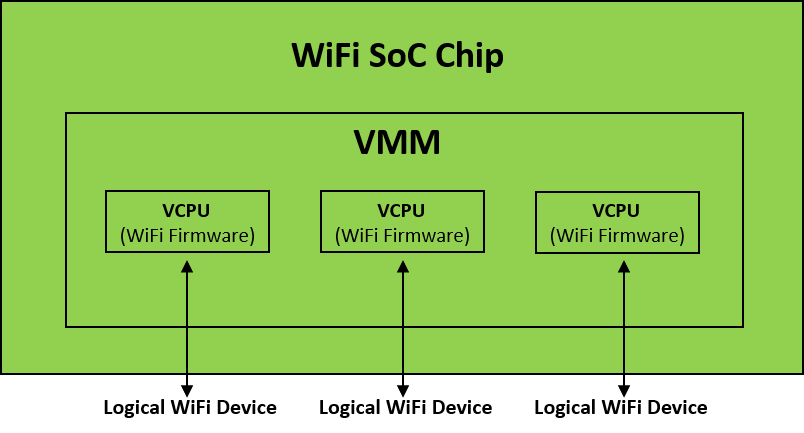 WiFi SoC Chip
VMM
VCPU
(WiFi Firmware)
VCPU
(WiFi Firmware)
VCPU
(WiFi Firmware)
Logical WiFi Device
Logical WiFi Device
Logical WiFi Device